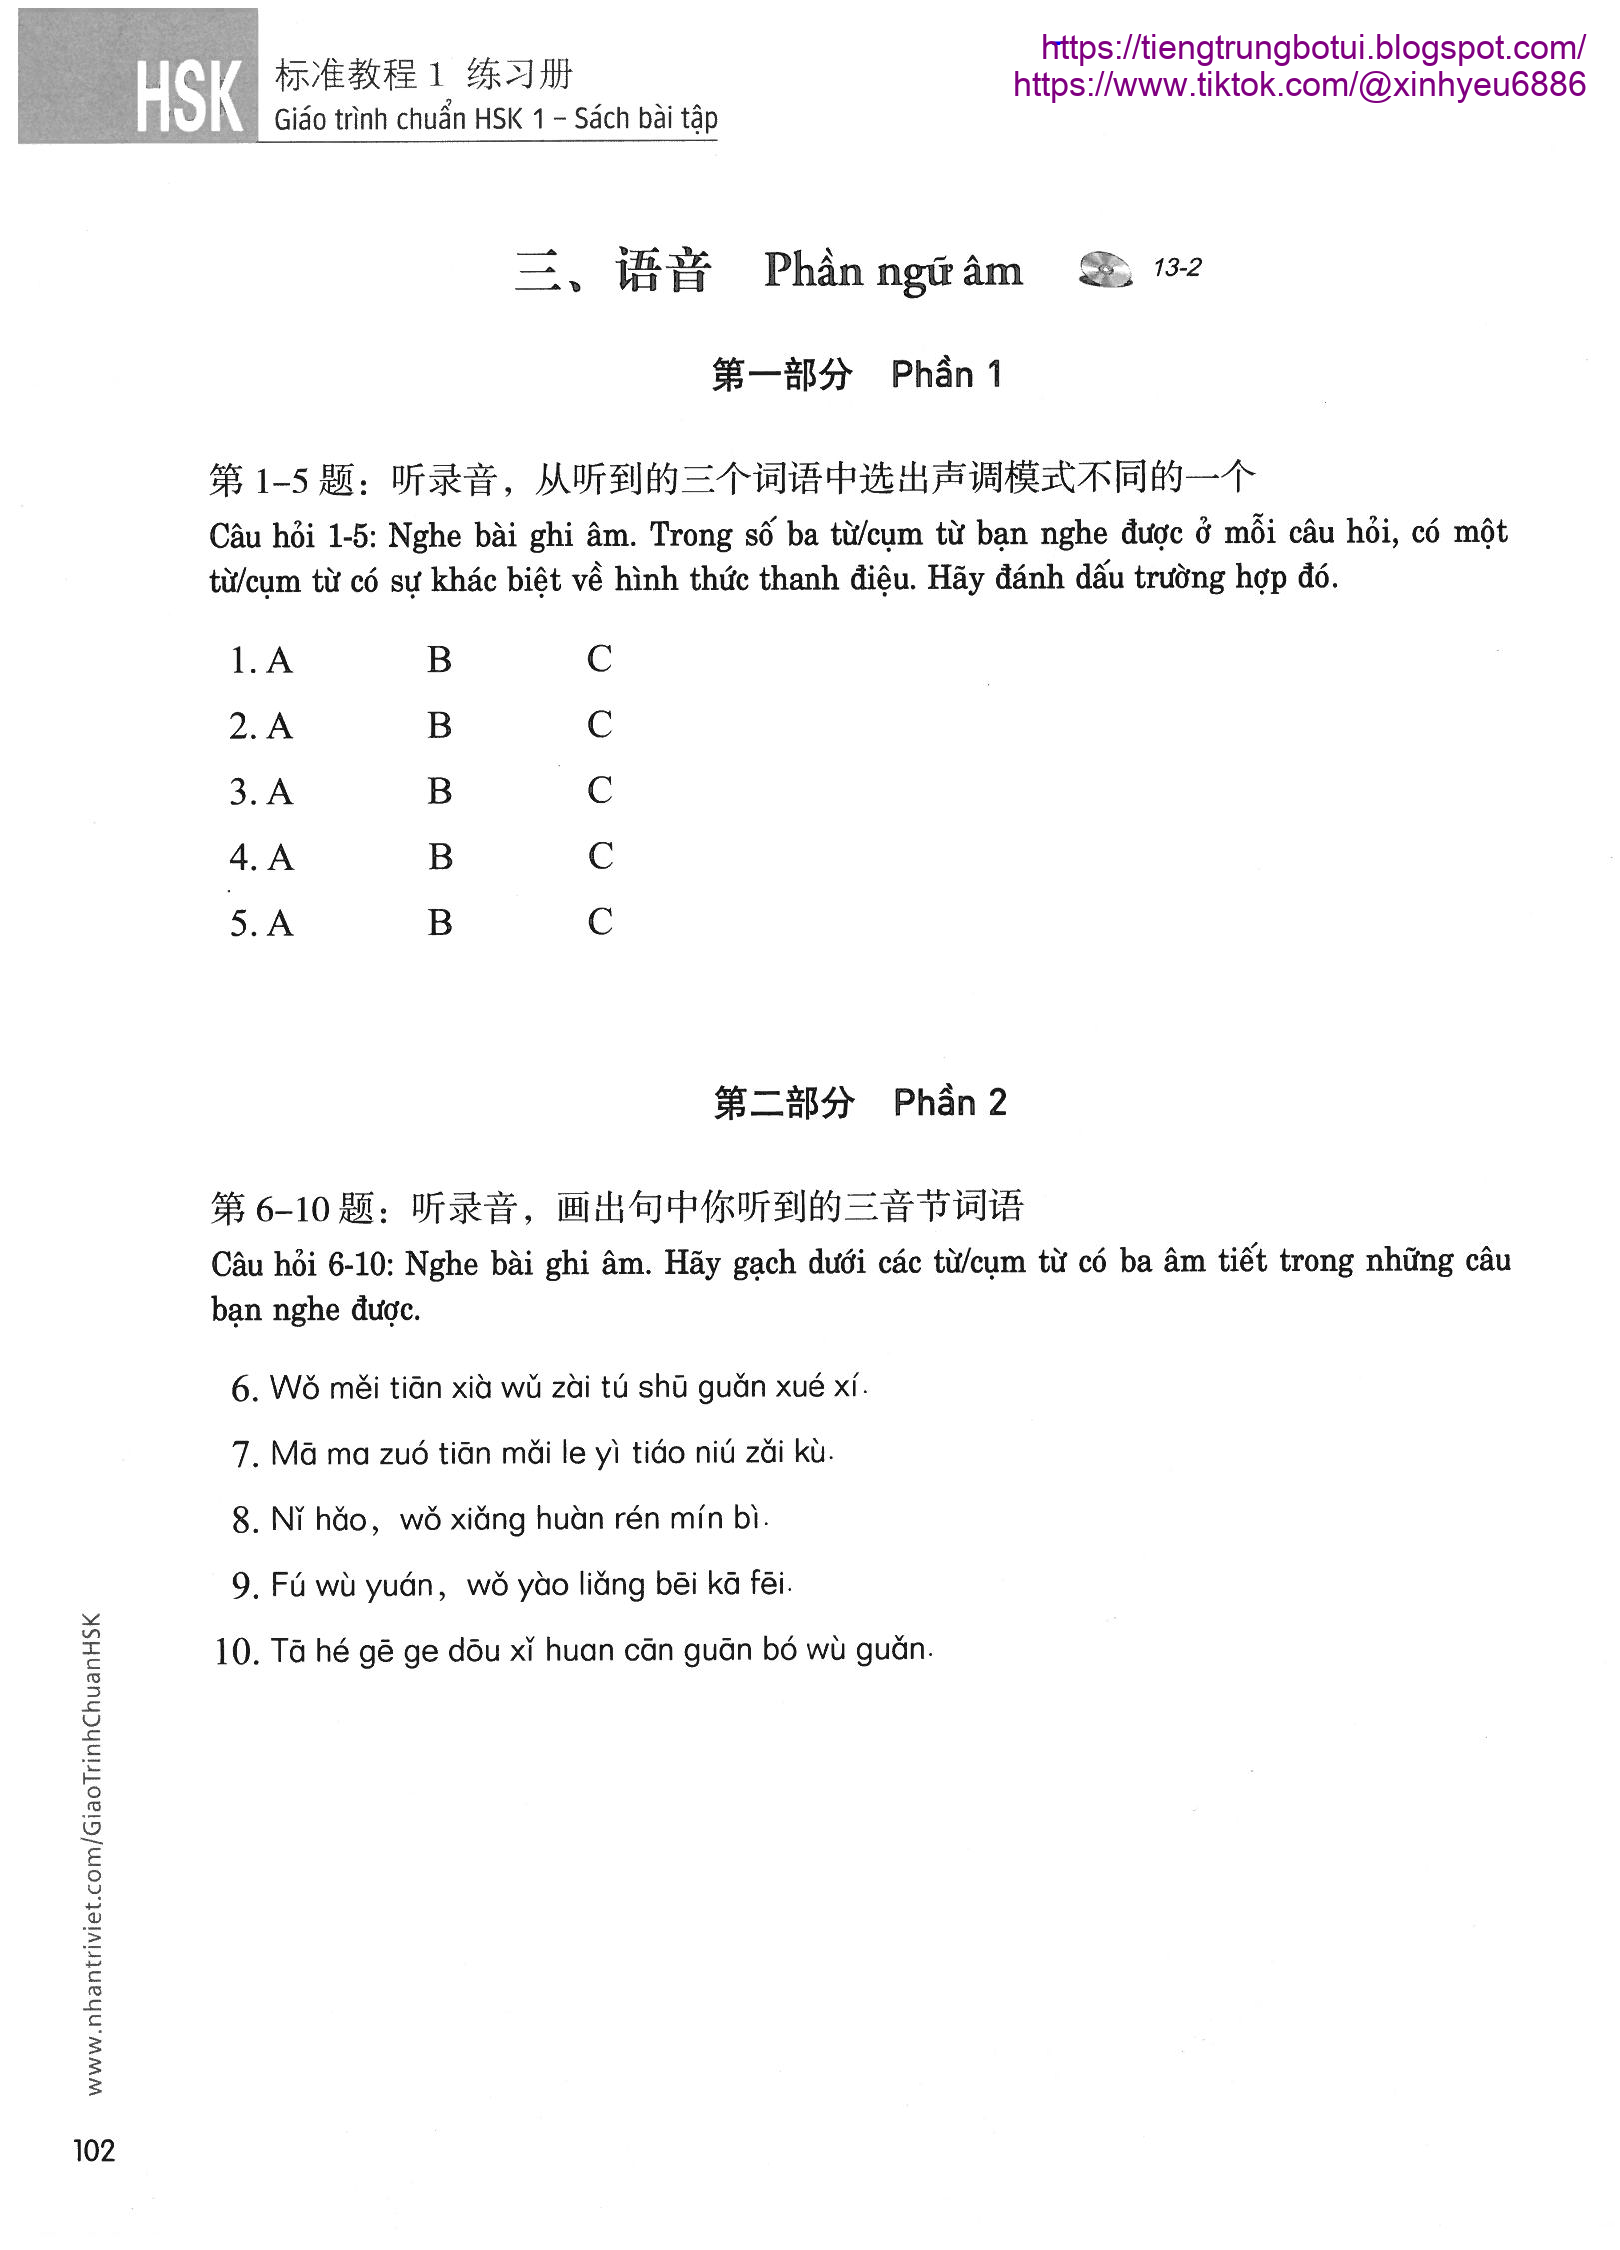 https://tiengtrungbotui.blogspot.com/
https://www.tiktok.com/@xinhyeu6886
HSK
标准教程 1 练习册
Giáo trình chuẩn HSK 1 – Sách bài tập
三、语音 Phần ngữ âm 13-2
第一部分 Phần 1
第 1–5 题：听录音，从听到的三个词语中选出声调模式不同的一个
Câu hỏi 1-5: Nghe bài ghi âm. Trong số ba từ/cụm từ bạn nghe được ở mỗi câu hỏi, có một
từ/cụm từ có sự khác biệt về hình thức thanh điệu. Hãy đánh dấu trường hợp đó.
1. A B C
2. A B C
3. A B C
4. A B C
5. A B C
第二部分 Phần 2
第 6–10 题：听录音，画出句中你听到的三音节词语
Câu hỏi 6-10: Nghe bài ghi âm. Hãy gạch dưới các từ/cụm từ có ba âm tiết trong những câu
bạn nghe được.
6. Wǒ měi tiān xià wǔ zài tú shū guǎn xué xí.
7. Mā ma zuó tiān mǎi le yì tiáo niú zǎi kù.
8. Nǐ hǎo, wǒ xiǎng huàn rén mín bì.
9. Fú wù yuán, wǒ yào liǎng bēi kā fēi.
10. Tā hé gē ge dōu xǐ huan cān guān bó wù guǎn.
www.nhantriviet.com/GiaoTrinhChuanHSK
102